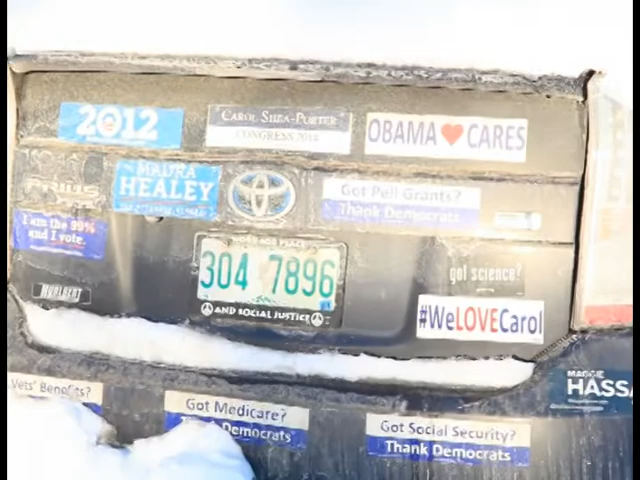 2012
CAROL SHEA-PORTER
CONGRESS 2014
OBAMA ❤ CARES
PRIUS
MAURA
HEALEY
Got Pell Grants?
Thank Democrats
I am the 99%
and I vote.
304 7896
AND SOCIAL JUSTICE
got science?
#WeLOVECarol
MAGGIE
HASSA
Vets' Benefits?
Got Medicare?
Thank Democrats
Got Social Security?
Thank Democrats